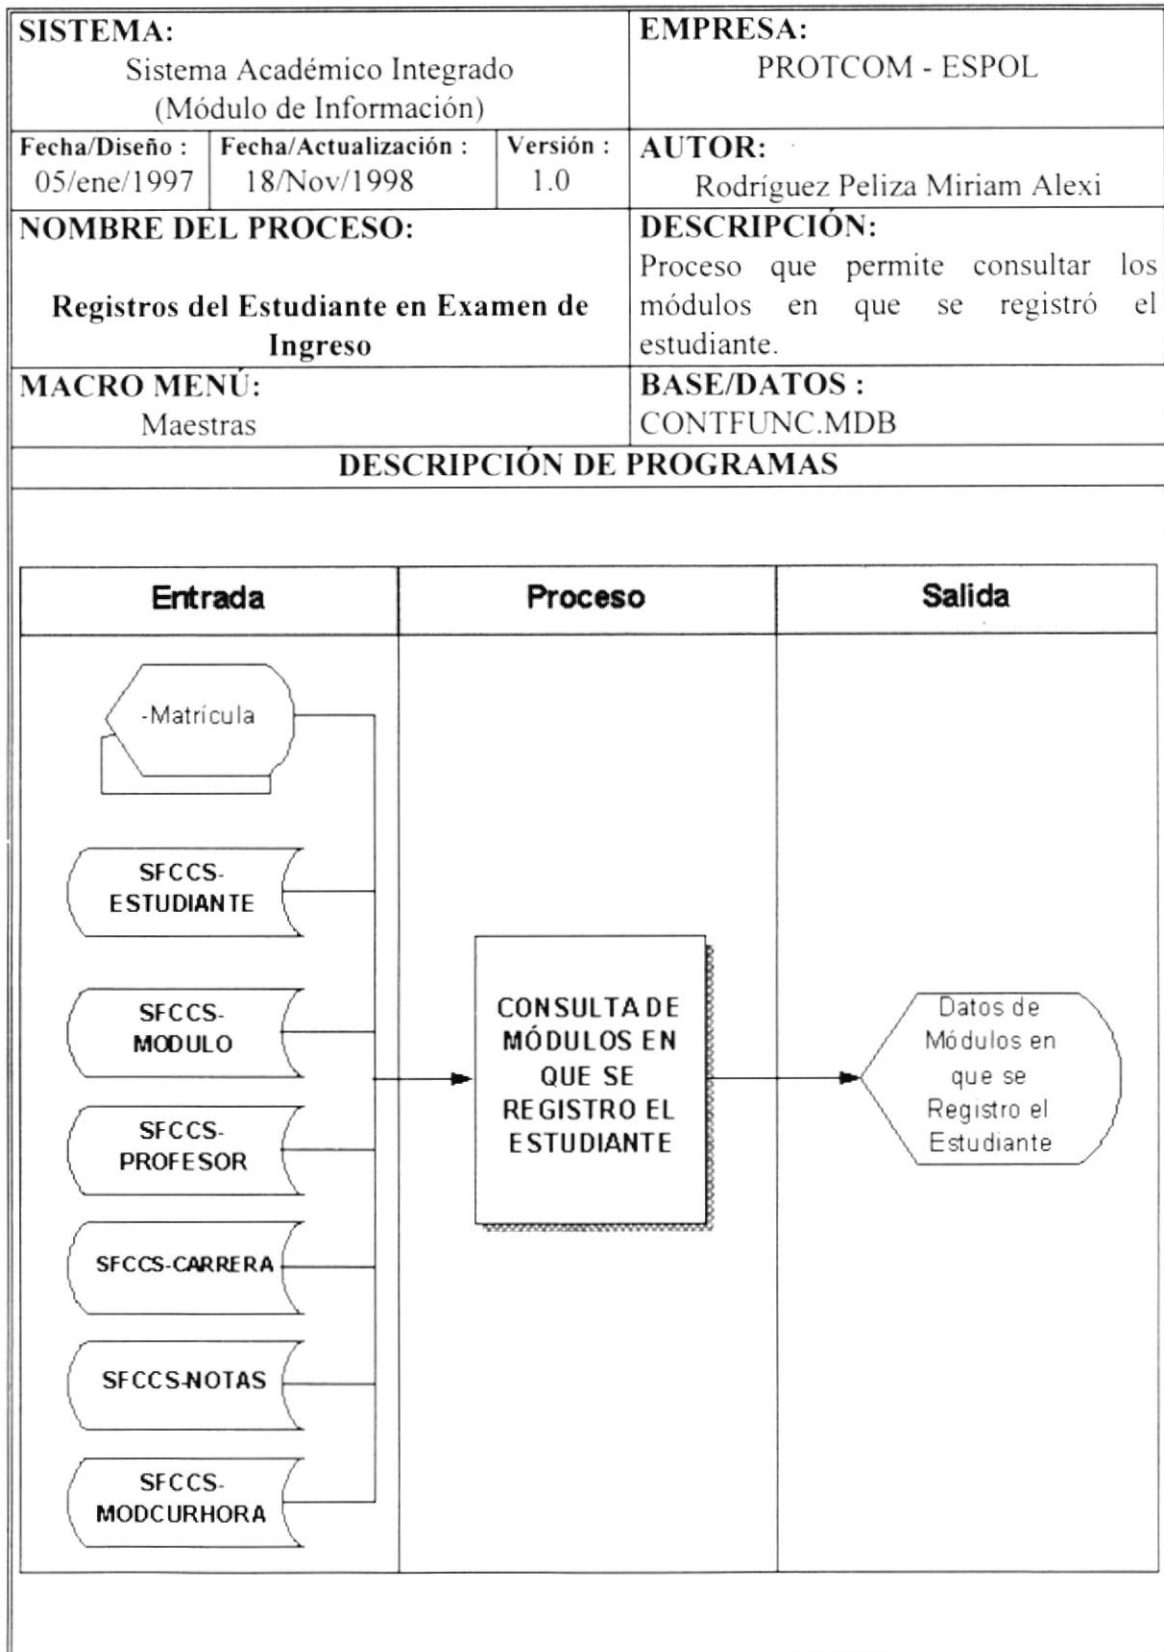 SISTEMA:
Sistema Académico Integrado
(Módulo de Información)
EMPRESA:
PROTCOM - ESPOL
Fecha/Diseño :
05/ene/1997
Fecha/Actualización :
18/Nov/1998
Versión :
1.0
AUTOR:
Rodríguez Peliza Miriam Alexi
NOMBRE DEL PROCESO:
Registros del Estudiante en Examen de
Ingreso
DESCRIPCIÓN:
Proceso que permite consultar los
módulos en que se registró el
estudiante.
MACRO MENÚ:
Maestras
BASE/DATOS :
CONTFUNC.MDB
DESCRIPCIÓN DE PROGRAMAS
Entrada
Proceso
Salida
-Matrícula
SFCCS-
ESTUDIANTE
SFCCS-
MODULO
SFCCS-
PROFESOR
SFCCS-CARRERA
SFCCS-NOTAS
SFCCS-
MODCURHORA
CONSULTA DE
MÓDULOS EN
QUE SE
REGISTRO EL
ESTUDIANTE
Datos de
Módulos en
que se
Registro el
Estudiante